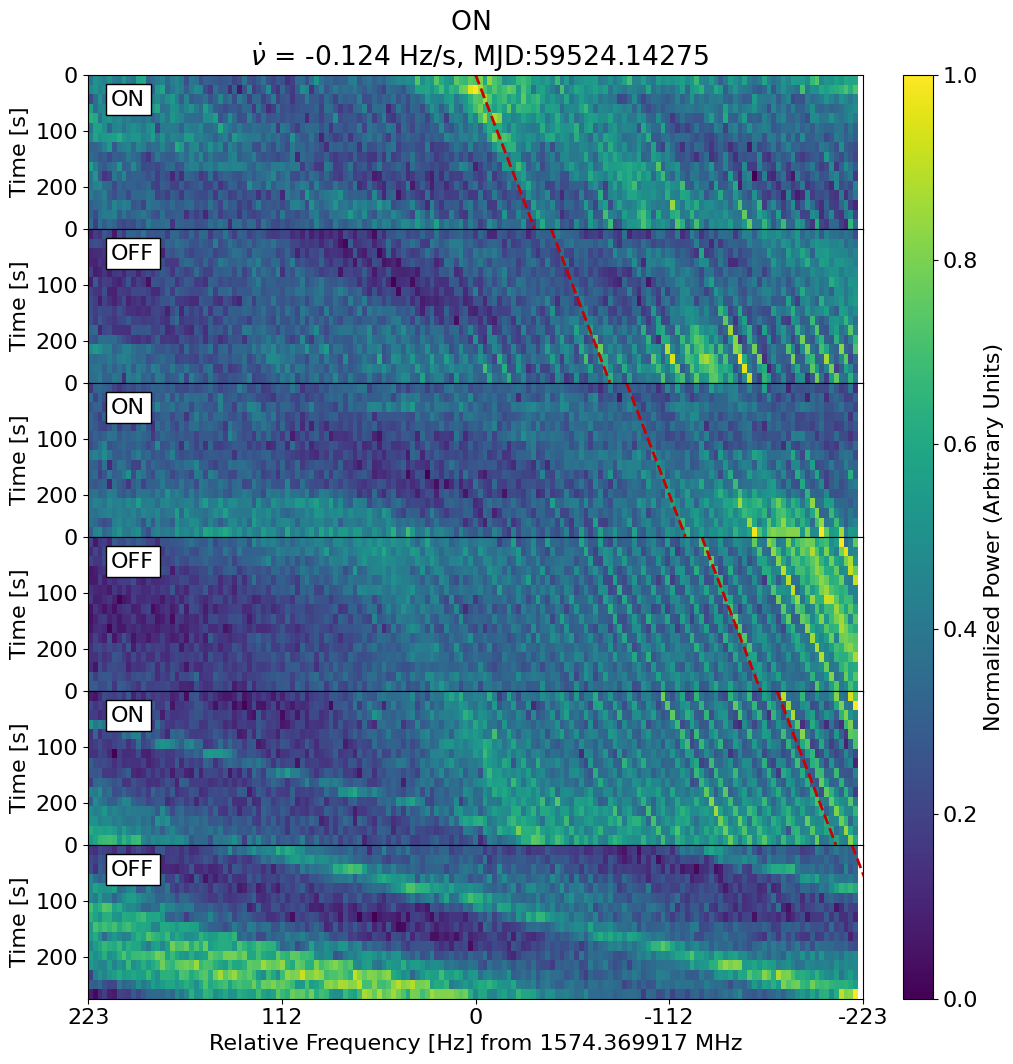 ON
ν̇ = -0.124 Hz/s, MJD:59524.14275
0
ON
Time [s]
100
200
0
OFF
Time [s]
100
200
0
ON
Time [s]
100
200
0
OFF
Time [s]
100
200
0
ON
Time [s]
100
200
0
OFF
Time [s]
100
200
223
112
0
-112
-223
Relative Frequency [Hz] from 1574.369917 MHz
1.0
0.8
0.6
0.4
0.2
0.0
Normalized Power (Arbitrary Units)